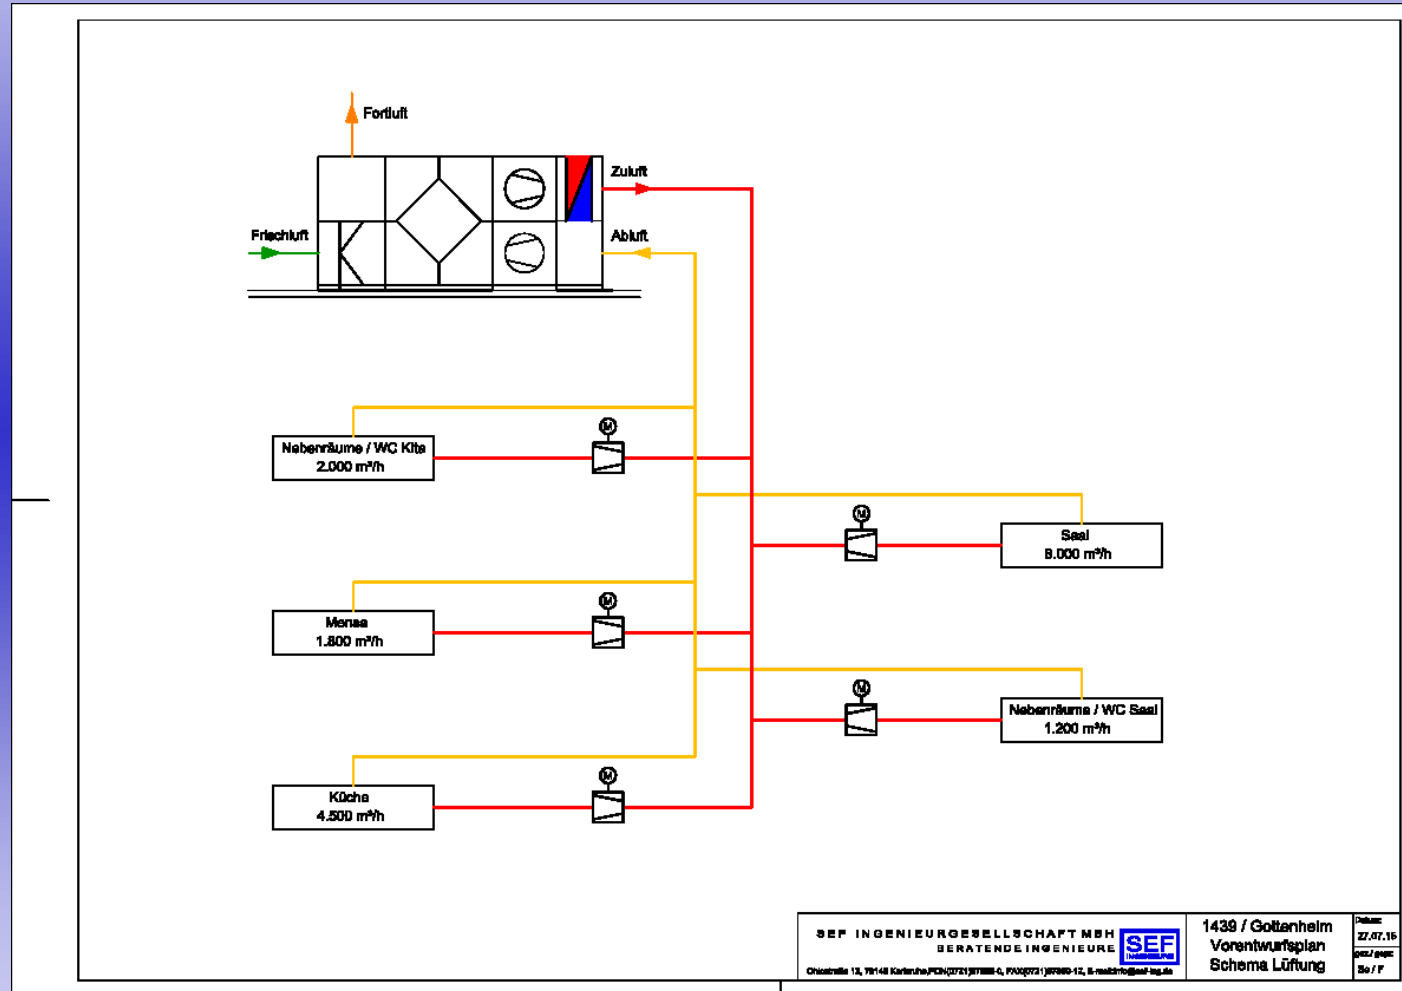 Fortluft
Zuluft
Frischluft
Abluft
M
Nebenräume / WC Kita
2.000 m³/h
M
Saal
8.000 m³/h
M
Mensa
1.800 m³/h
M
Nebenräume / WC Saal
1.200 m³/h
M
Küche
4.500 m³/h
SEF INGENIEURGESELLSCHAFT MBH
BERATENDE INGENIEURE
SEF
INGENIEURE
1439 / Gottenheim
Vorentwurfsplan
Schema Lüftung
Datum:
27.07.15
gez./ gepr.
So / F